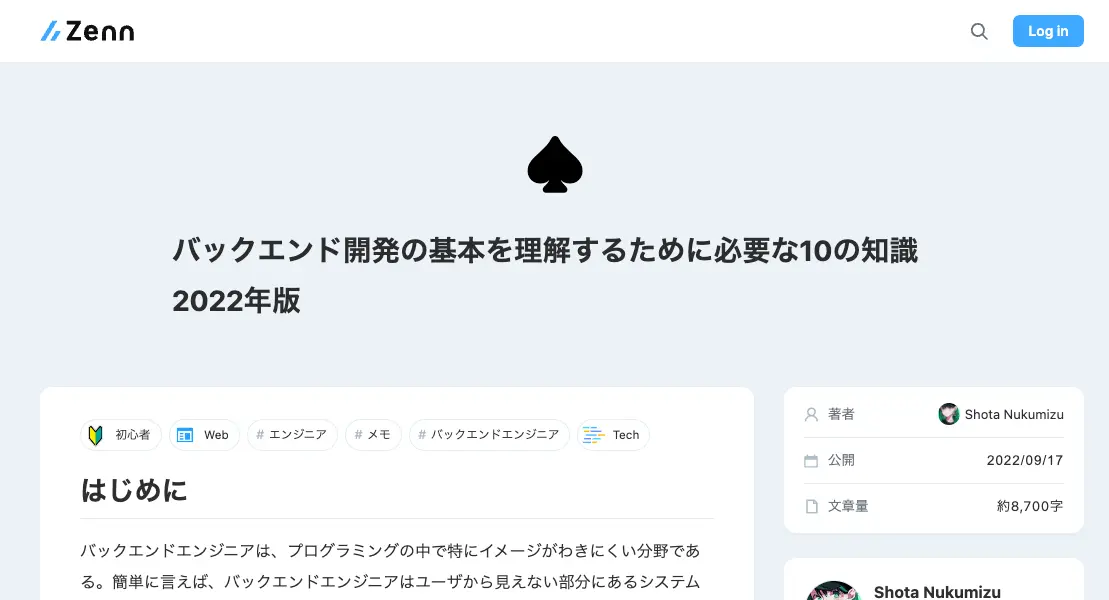 Zenn
Log in
バックエンド開発の基本を理解するために必要な10の知識
2022年版
初心者 Web # エンジニア # メモ # バックエンドエンジニア Tech
はじめに
バックエンドエンジニアは、プログラミングの中で特にイメージがわきにくい分野であ
る。簡単に言えば、バックエンドエンジニアはユーザから見えない部分にあるシステム
著者 Shota Nukumizu
公開 2022/09/17
文章量 約8,700字
Shota Nukumizu